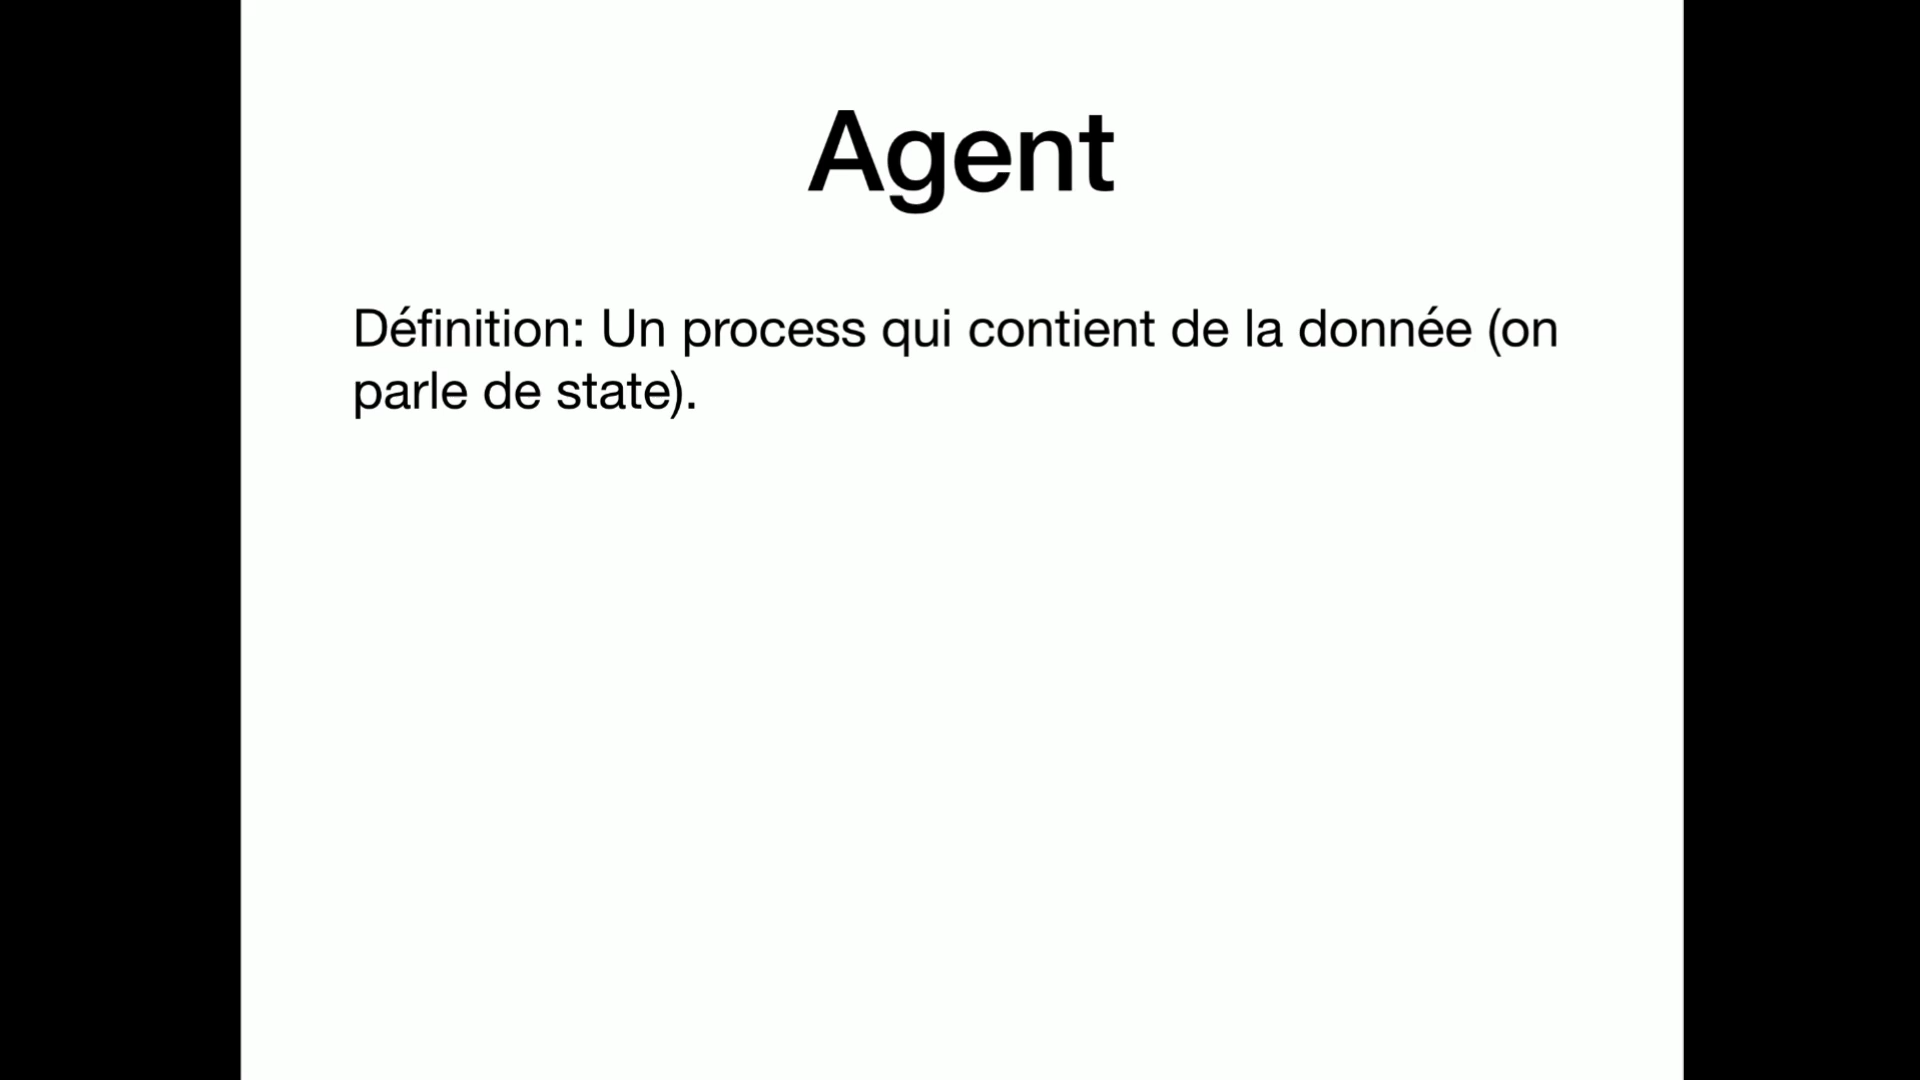 Agent
Définition: Un process qui contient de la donnée (on
parle de state).